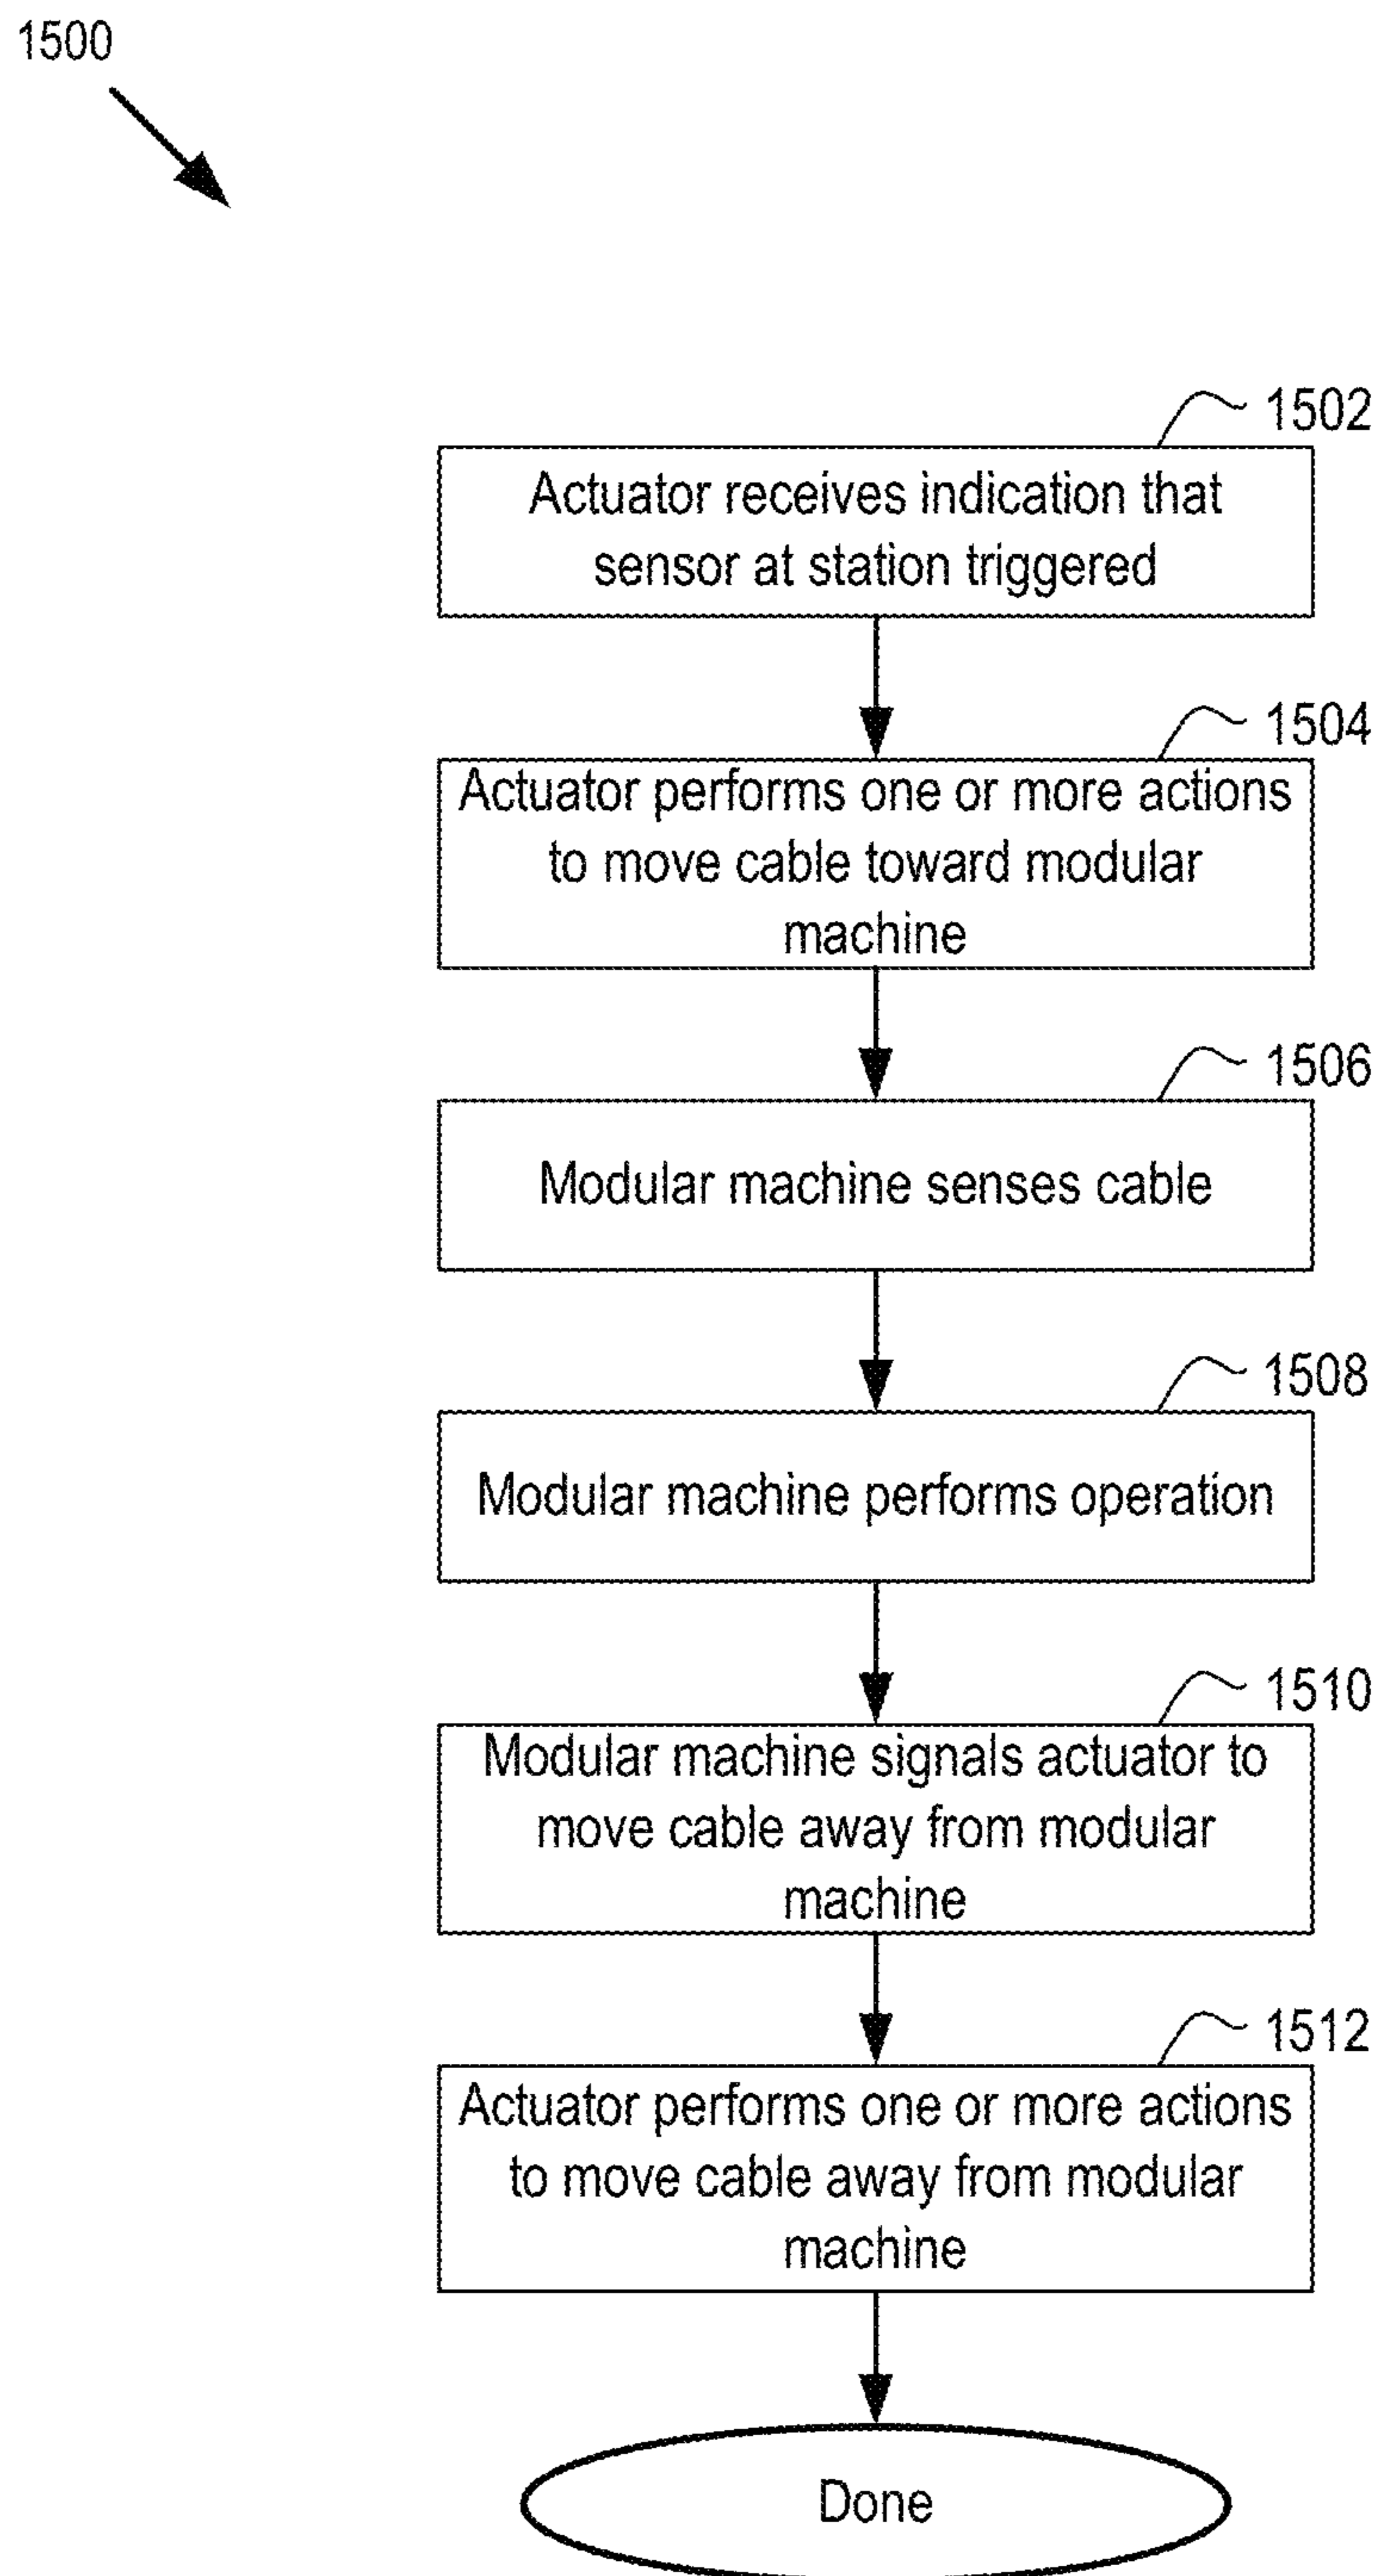 1500
1502
Actuator receives indication that
sensor at station triggered
1504
Actuator performs one or more actions
to move cable toward modular
machine
1506
Modular machine senses cable
1508
Modular machine performs operation
1510
Modular machine signals actuator to
move cable away from modular
machine
1512
Actuator performs one or more actions
to move cable away from modular
machine
Done